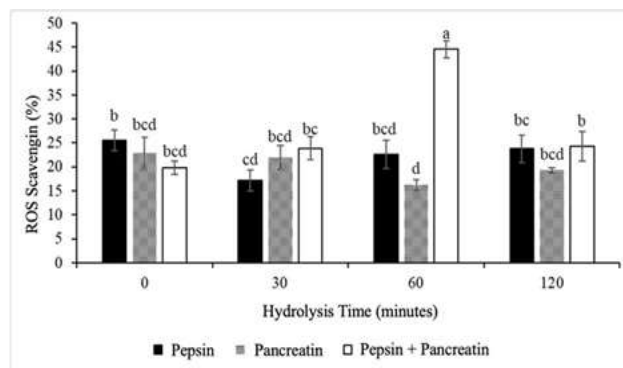 ROS Scavengin (%)
50
45
40
35
30
25
20
15
10
5
0
b bcd bcd
cd bcd bc
bcd d a
bc bcd b
0 30 60 120
Hydrolysis Time (minutes)
Pepsin Pancreatin Pepsin + Pancreatin